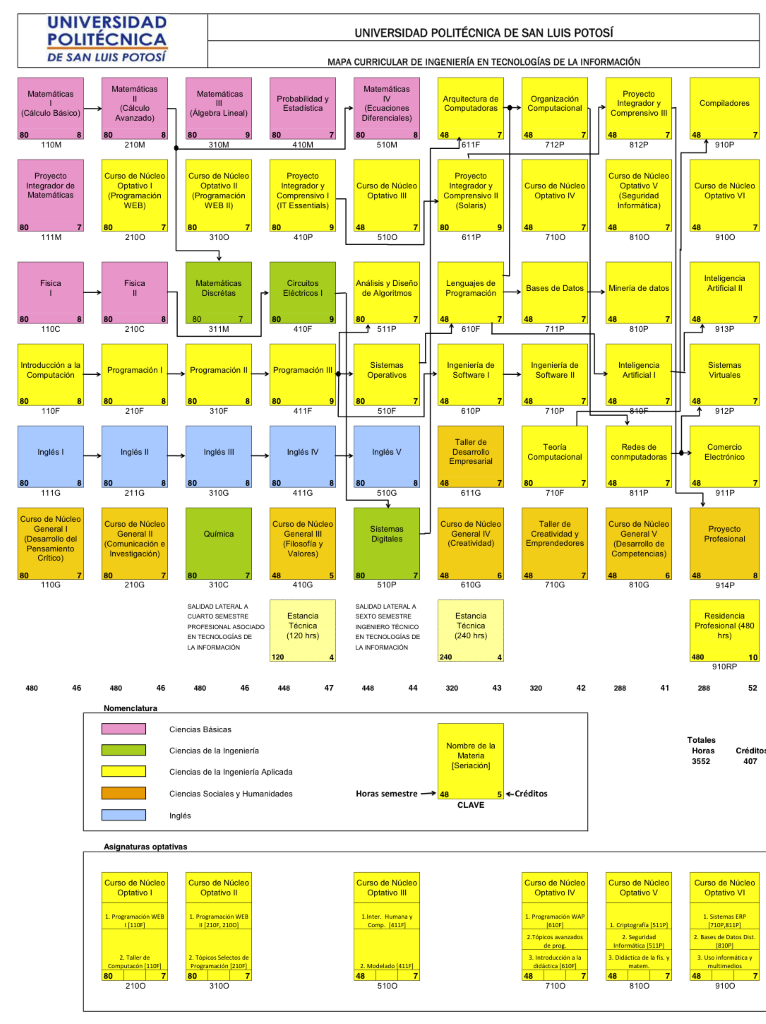 UNIVERSIDAD
POLITÉCNICA
DE SAN LUIS POTOSÍ
UNIVERSIDAD POLITÉCNICA DE SAN LUIS POTOSÍ
MAPA CURRICULAR DE INGENIERÍA EN TECNOLOGÍAS DE LA INFORMACIÓN
Matemáticas
I
(Cálculo Básico)
80 8
110M
Matemáticas
II
(Cálculo
Avanzado)
80 8
210M
Matemáticas
III
(Álgebra Lineal)
80 9
310M
Probabilidad y
Estadística
80 7
410M
Matemáticas
IV
(Ecuaciones
Diferenciales)
80 8
510M
Arquitectura de
Computadoras
48 7
611F
Organización
Computacional
48 7
712P
Proyecto
Integrador y
Comprensivo III
48 7
812P
Compiladores
48 7
910P
Proyecto
Integrador de
Matemáticas
80 7
111M
Curso de Núcleo
Optativo I
(Programación
WEB)
80 7
210O
Curso de Núcleo
Optativo II
(Programación
WEB II)
80 7
310O
Proyecto
Integrador y
Comprensivo I
(IT Essentials)
80 9
410P
Curso de Núcleo
Optativo III
48 7
510O
Proyecto
Integrador y
Comprensivo II
(Solaris)
80 9
611P
Curso de Núcleo
Optativo IV
48 7
710O
Curso de Núcleo
Optativo V
(Seguridad
Informática)
48 7
810O
Curso de Núcleo
Optativo VI
48 7
910O
Fisica
I
80 8
110C
Fisica
II
80 8
210C
Matemáticas
Discrétas
80 7
311M
Circuitos
Eléctricos I
80 9
410F
Análisis y Diseño
de Algoritmos
80 7
511P
Lenguajes de
Programación
48 7
610F
Bases de Datos
48 7
711P
Minería de datos
48 7
810P
Inteligencia
Artificial II
48 7
913P
Introducción a la
Computación
80 8
110F
Programación I
80 8
210F
Programación II
80 8
310F
Programación III
80 9
411F
Sistemas
Operativos
80 7
510F
Ingeniería de
Software I
48 7
610P
Ingeniería de
Software II
48 7
710P
Inteligencia
Artificial I
48 7
810F
Sistemas
Virtuales
48 7
912P
Inglés I
80 8
111G
Inglés II
80 8
211G
Inglés III
80 8
310G
Inglés IV
80 8
411G
Inglés V
80 8
510G
Taller de
Desarrollo
Empresarial
48 7
611G
Teoría
Computacional
80 7
710F
Redes de
conmputadoras
48 7
811P
Comercio
Electrónico
48 7
911P
Curso de Núcleo
General I
(Desarrollo del
Pensamiento
Crítico)
80 7
110G
Curso de Núcleo
General II
(Comunicación e
Investigación)
80 7
210G
Química
80 7
310C
Curso de Núcleo
General III
(Filosofía y
Valores)
48 5
410G
Sistemas
Digitales
80 7
510P
Curso de Núcleo
General IV
(Creatividad)
48 6
610G
Taller de
Creatividad y
Emprendedores
48 7
710G
Curso de Núcleo
General V
(Desarrollo de
Competencias)
48 6
810G
Proyecto
Profesional
48 8
914P
SALIDAD LATERAL A
CUARTO SEMESTRE
PROFESIONAL ASOCIADO
EN TECNOLOGÍAS DE
LA INFORMACIÓN
Estancia
Técnica
(120 hrs)
120 4
SALIDAD LATERAL A
SEXTO SEMESTRE
INGENIERO TÉCNICO
EN TECNOLOGÍAS DE
LA INFORMACIÓN
Estancia
Técnica
(240 hrs)
240 4
Residencia
Profesional (480
hrs)
480 10
910RP
480 46 480 46 480 46 448 47 448 44 320 43 320 42 288 41 288 52
Nomenclatura
Ciencias Básicas
Ciencias de la Ingeniería
Ciencias de la Ingeniería Aplicada
Ciencias Sociales y Humanidades
Inglés
Nombre de la
Materia
[Seriación]
Horas semestre 48 5 Créditos
CLAVE
Totales
Horas Créditos
3552 407
Asignaturas optativas
Curso de Núcleo
Optativo I
1. Programación WEB
I [110F]
2. Taller de
Computacón [110F]
80 7
210O
Curso de Núcleo
Optativo II
1. Programación WEB
II [210F, 210O]
2. Tópicos Selectos de
Programación [210F]
80 7
310O
Curso de Núcleo
Optativo III
1.Inter. Humana y
Comp. [411F]
2. Modelado [411F]
48 7
510O
Curso de Núcleo
Optativo IV
1. Programación WAP
[610F]
2.Tópicos avanzados
de prog.
3. Introducción a la
didáctica [610F]
48 7
710O
Curso de Núcleo
Optativo V
1. Criptografía [511P]
2. Seguridad
Informática [511P]
3. Didáctica de la fís. y
matem.
48 7
810O
Curso de Núcleo
Optativo VI
1. Sistemas ERP
[710P,811P]
2. Bases de Datos Dist.
[810P]
3. Uso informática y
multimedios
48 7
910O